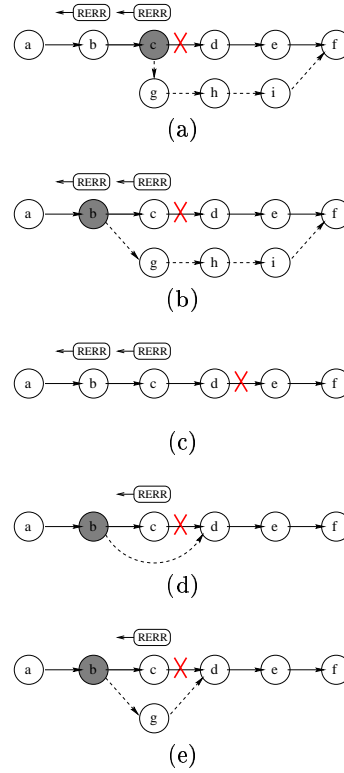 RERR RERR
a b c d e f
g h i
(a)
RERR RERR
a b c d e f
g h i
(b)
RERR RERR
a b c d e f
(c)
RERR
a b c d e f
(d)
RERR
a b c d e f
g
(e)